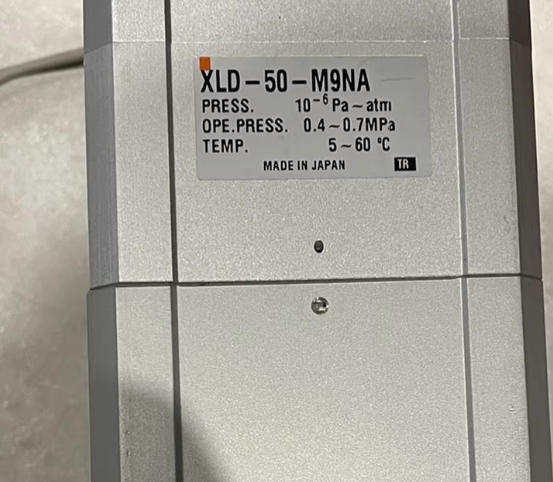 XLD-50-M9NA
PRESS. 10⁻⁶ Pa~atm
OPE.PRESS. 0.4~0.7MPa
TEMP. 5~60 °C
MADE IN JAPAN TR